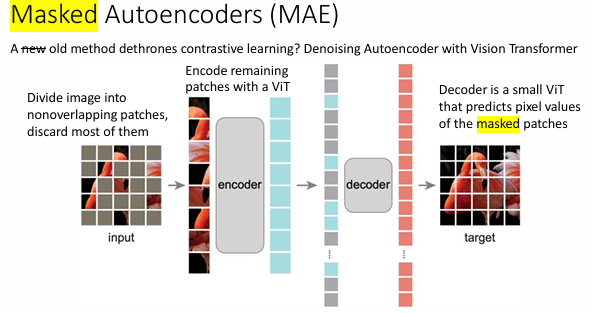 Masked Autoencoders (MAE)
A new old method dethrones contrastive learning? Denoising Autoencoder with Vision Transformer
Divide image into
nonoverlapping patches,
discard most of them
Encode remaining
patches with a ViT
Decoder is a small ViT
that predicts pixel values
of the masked patches
encoder
decoder
input
target